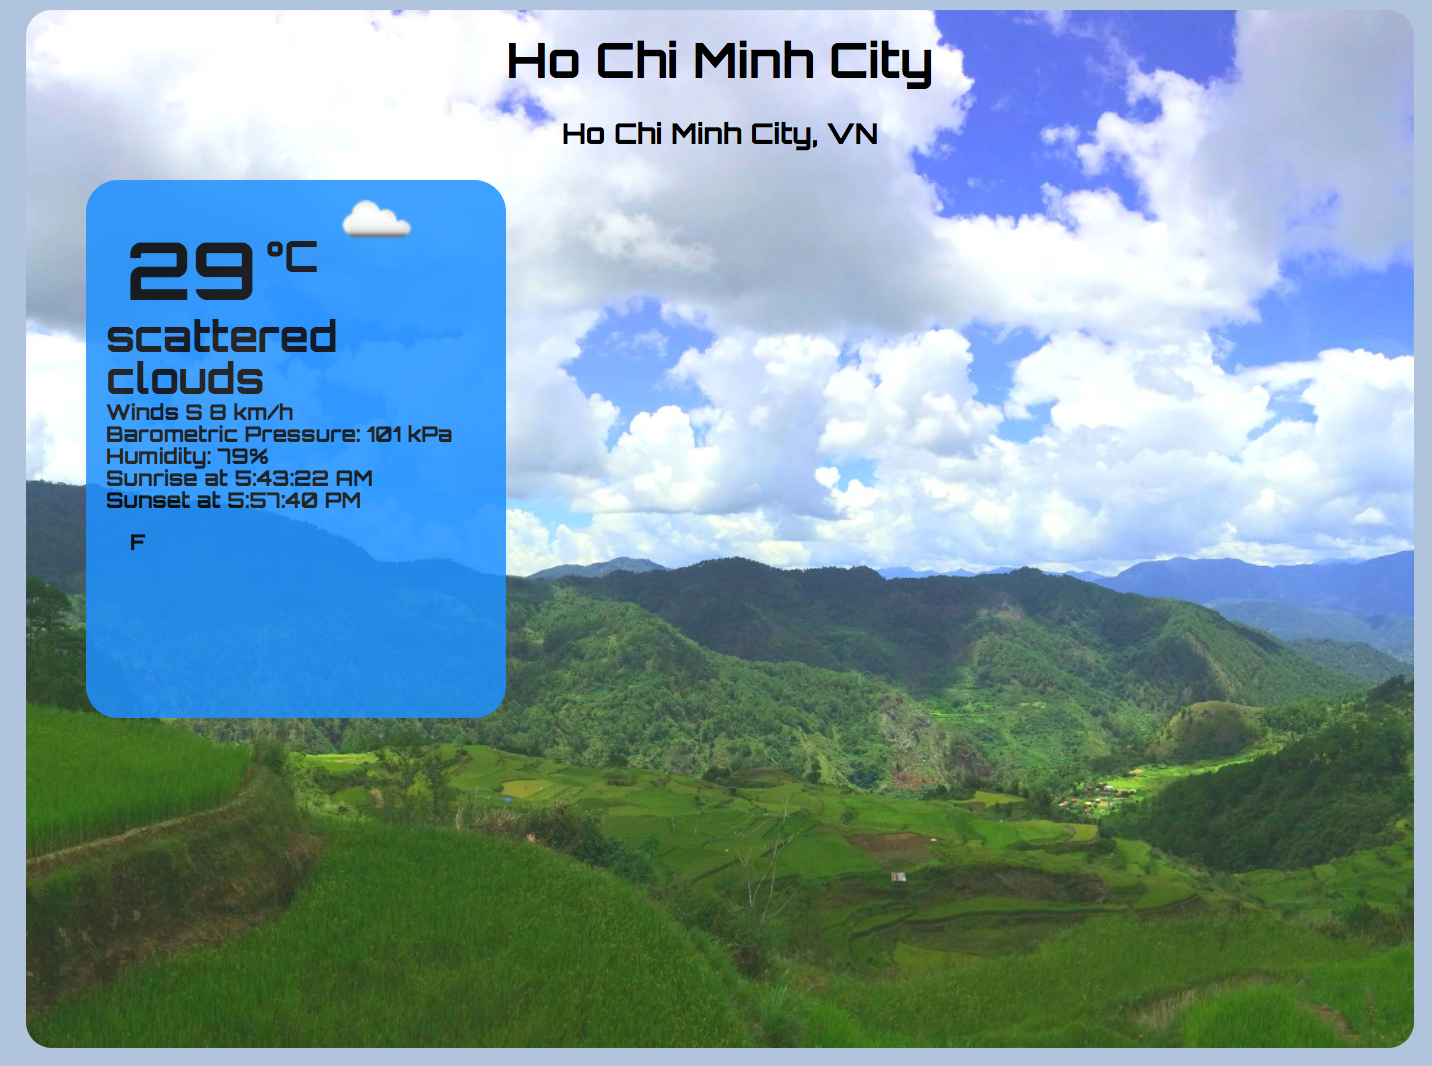 Ho Chi Minh City
Ho Chi Minh City, VN
29 °C
scattered
clouds
Winds S 8 km/h
Barometric Pressure: 101 kPa
Humidity: 79%
Sunrise at 5:43:22 AM
Sunset at 5:57:40 PM
F